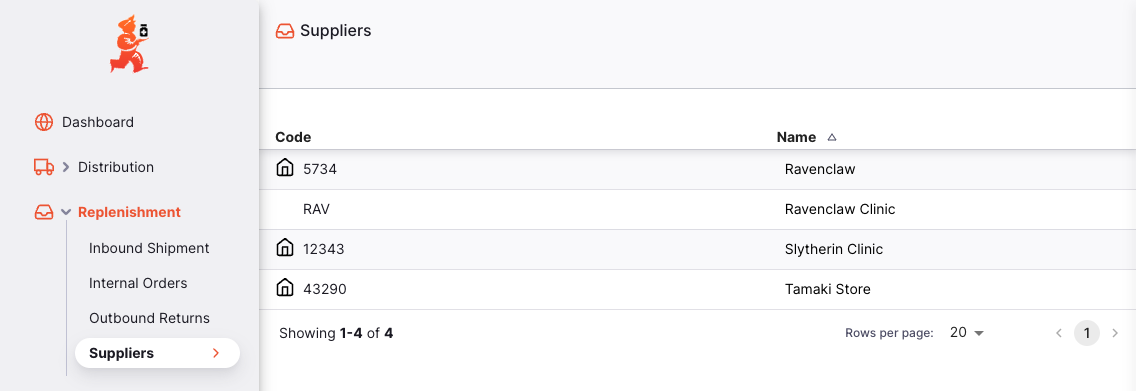 Suppliers
Dashboard
Distribution
Replenishment
Inbound Shipment
Internal Orders
Outbound Returns
Suppliers
Code Name
5734 Ravenclaw
RAV Ravenclaw Clinic
12343 Slytherin Clinic
43290 Tamaki Store
Showing 1-4 of 4 Rows per page: 20 1